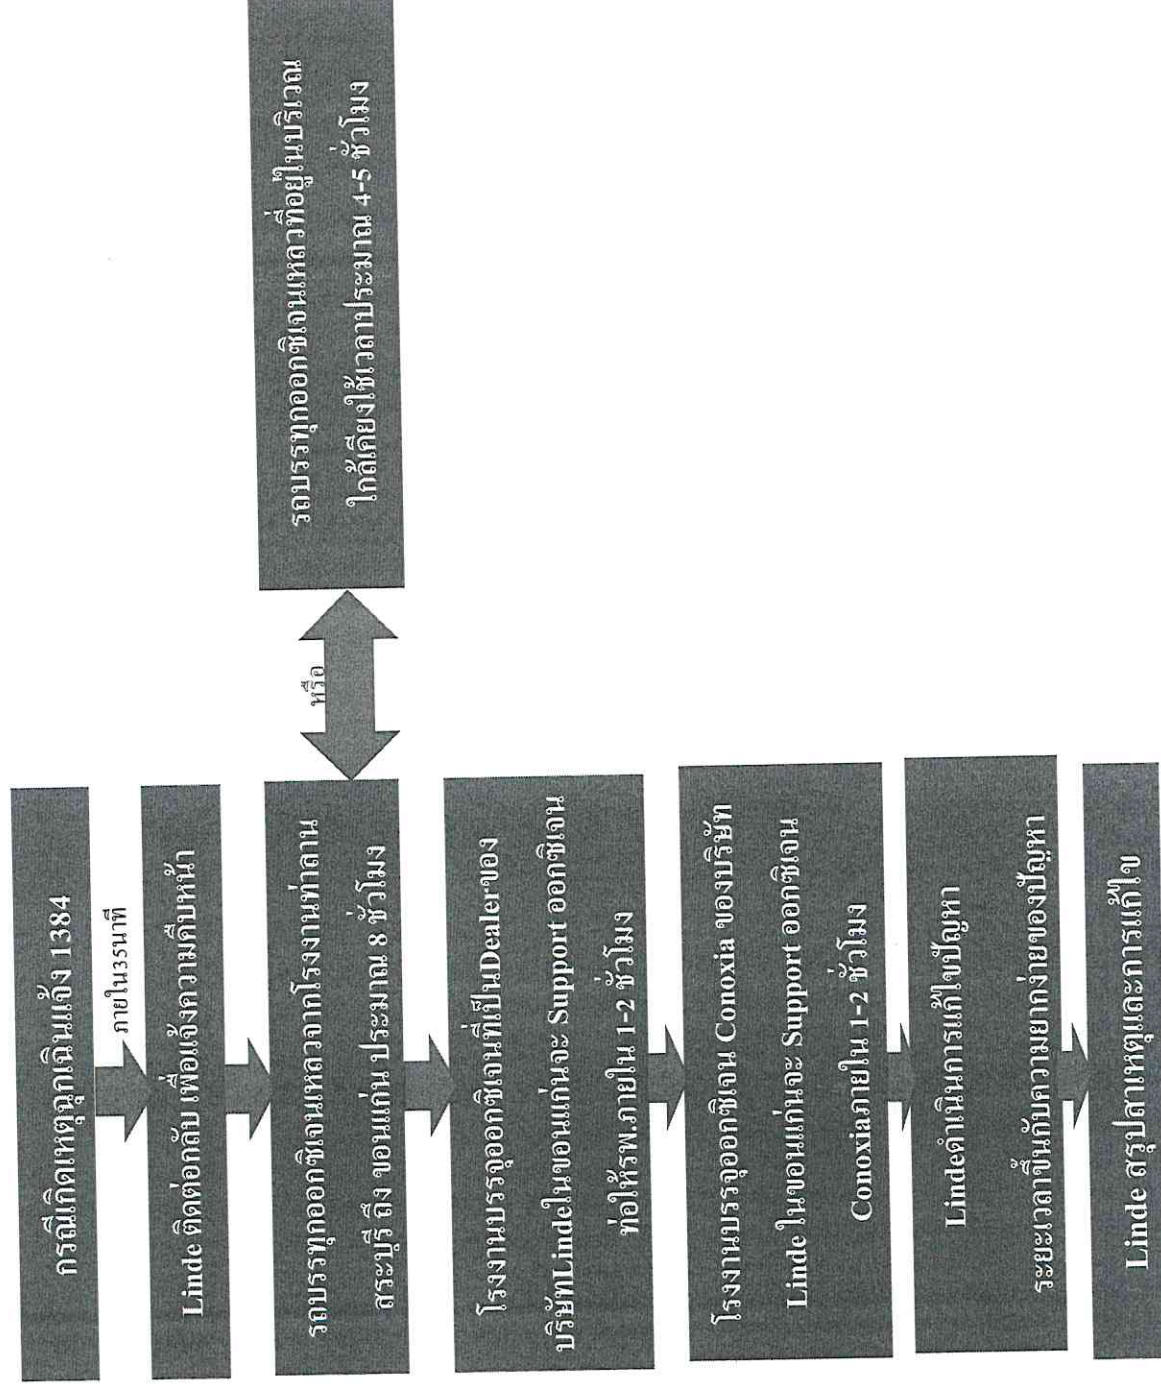 กรณีเกิดเหตุฉุกเฉินแจ้ง 1384
ภายใน35นาที
Linde ติดต่อกลับ เพื่อแจ้งความคืบหน้า
รถบรรทุกออกซิเจนเหลวจากโรงงานท่าลาน
สระบุรี ถึง ขอนแก่น ประมาณ 8 ชั่วโมง
หรือ
รถบรรทุกออกซิเจนเหลวที่อยู่ในบริเวณ
ใกล้เคียงใช้เวลาประมาณ 4-5 ชั่วโมง
โรงงานบรรจุออกซิเจนที่เป็นDealerของ
บริษัทLindeในขอนแก่นจะ Support ออกซิเจน
ท่อให้รพ.ภายใน 1-2 ชั่วโมง
โรงงานบรรจุออกซิเจน Conoxia ของบริษัท
Linde ในขอนแก่นจะ Support ออกซิเจน
Conoxiaภายใน 1-2 ชั่วโมง
Lindeดำเนินการแก้ไขปัญหา
ระยะเวลาขึ้นกับความยากง่ายของปัญหา
Linde สรุปสาเหตุและการแก้ไข